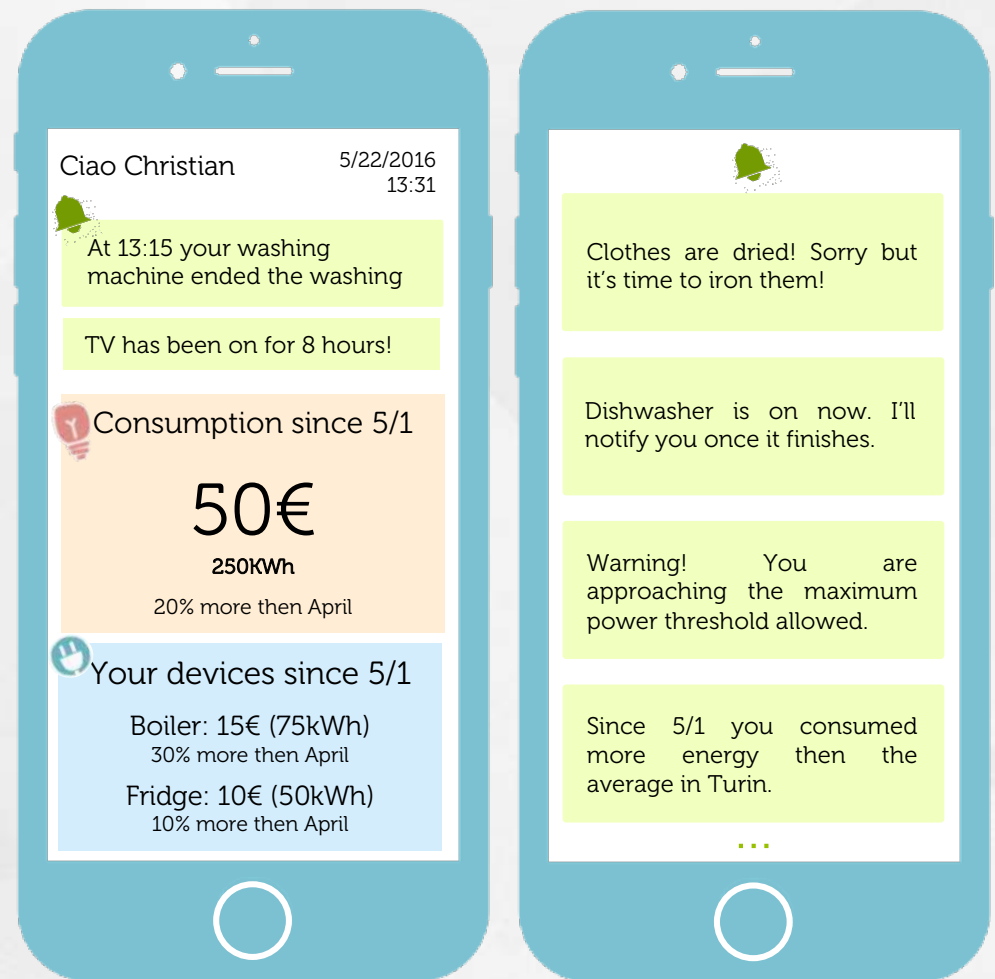 Ciao Christian
5/22/2016
13:31
At 13:15 your washing
machine ended the washing
TV has been on for 8 hours!
Consumption since 5/1
50€
250KWh
20% more then April
Your devices since 5/1
Boiler: 15€ (75kWh)
30% more then April
Fridge: 10€ (50kWh)
10% more then April
Clothes are dried! Sorry but
it’s time to iron them!
Dishwasher is on now. I’ll
notify you once it finishes.
Warning! You are
approaching the maximum
power threshold allowed.
Since 5/1 you consumed
more energy then the
average in Turin.
...